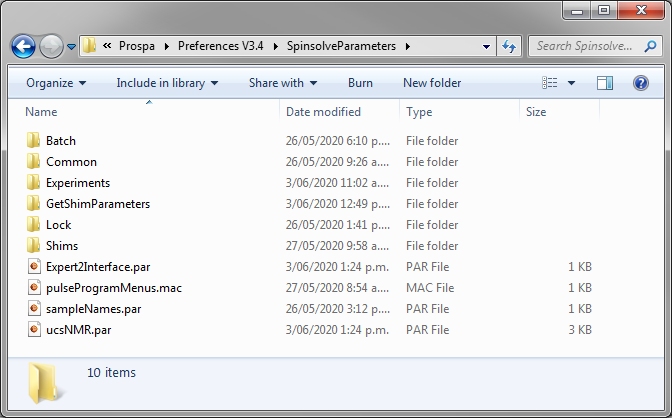 « Prospa ▸ Preferences V3.4 ▸ SpinsolveParameters ▸ Search Spinsolve...
Organize Include in library Share with Burn New folder
Name Date modified Type Size
Batch 26/05/2020 6:10 p.... File folder
Common 26/05/2020 9:26 a.... File folder
Experiments 3/06/2020 11:02 a... File folder
GetShimParameters 3/06/2020 12:49 p... File folder
Lock 26/05/2020 1:41 p.... File folder
Shims 27/05/2020 9:58 a... File folder
Expert2Interface.par 3/06/2020 1:24 p.m. PAR File 1 KB
pulseProgramMenus.mac 27/05/2020 8:54 a... MAC File 1 KB
sampleNames.par 26/05/2020 3:12 p... PAR File 1 KB
ucsNMR.par 3/06/2020 1:24 p.m. PAR File 3 KB
10 items